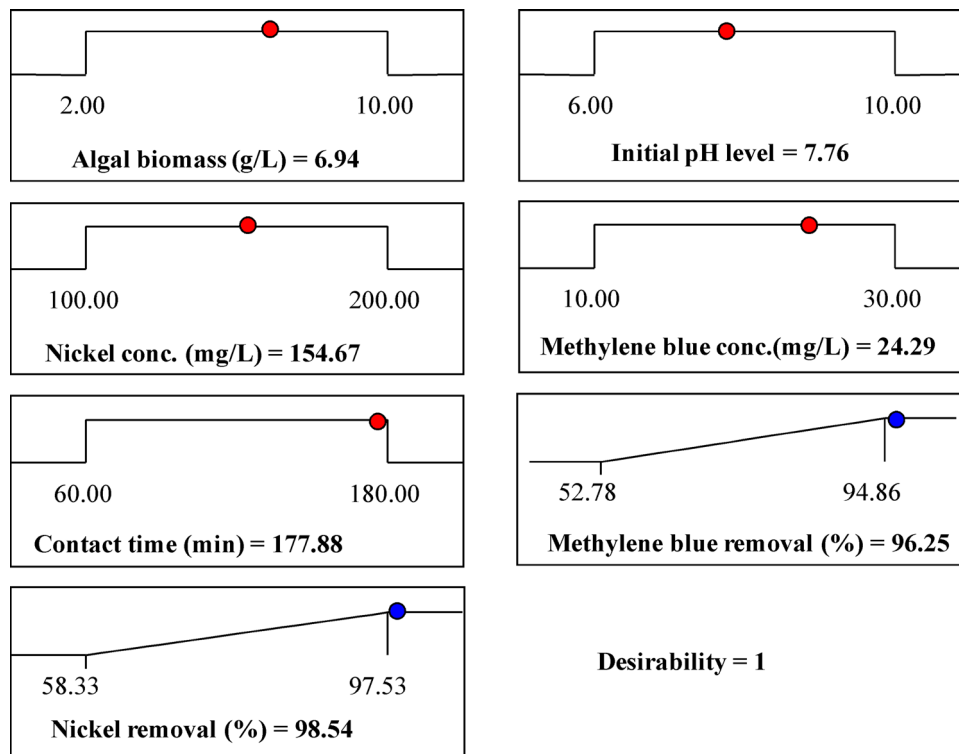 2.00 10.00
Algal biomass (g/L) = 6.94
6.00 10.00
Initial pH level = 7.76
100.00 200.00
Nickel conc. (mg/L) = 154.67
10.00 30.00
Methylene blue conc.(mg/L) = 24.29
60.00 180.00
Contact time (min) = 177.88
52.78 94.86
Methylene blue removal (%) = 96.25
58.33 97.53
Nickel removal (%) = 98.54
Desirability = 1